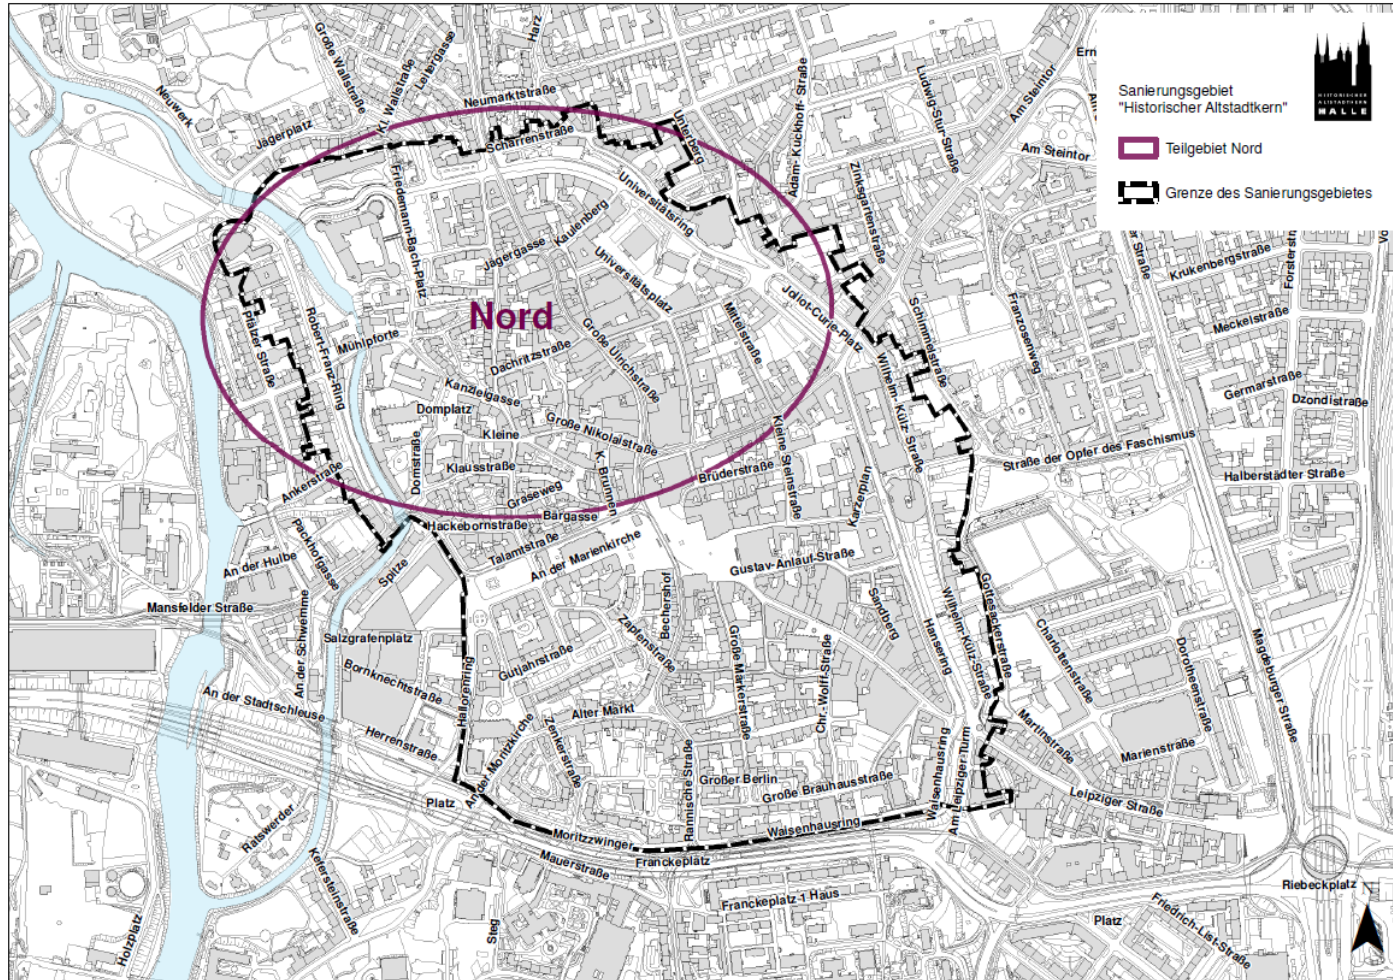 Sanierungsgebiet
"Historischer Altstadtkern"
Teilgebiet Nord
Grenze des Sanierungsgebietes
HISTORISCHER
ALTSTADTKERN
HALLE
Nord
Neuwerk
Große Wallstraße
Kl. Wallstraße
Leitergasse
Harz
Neumarktstraße
Jägerplatz
Scharrenstraße
Unterberg
Adam- Kuckhoff- Straße
Ludwig-Stur-Straße
Am Steintor
Am Steintor
Zinksgartenstraße
Friedemann-Bach-Platz
Universitätsring
Kaulenberg
Jägergasse
Universitätsplatz
Krukenbergstraße
Meckelstraße
Germarstraße
Dzondistraße
Halberstädter Straße
Joliot-Curie-Platz
Mittelstraße
Schimmelstraße
Franzosenweg
Robert-Franz-Ring
Mühlpforte
Dachritzstraße
Große Ulrichstraße
Kanzleigasse
Domplatz
Große Nikolaistraße
Kleine
Klausstraße
Domstraße
Graseweg
K. Brunnen
Bärgasse
Brüderstraße
Kleine Steinstraße
Wilhelm- Külz- Straße
Karzerplan
Straße der Opfer des Faschismus
Ankerstraße
Packhofgasse
Hackebornstraße
Talamtstraße
An der Marienkirche
Gustav-Anlauf-Straße
An der Hulbe
Spitze
Mansfelder Straße
An der Schwemme
Salzgrafenplatz
Bornknechtstraße
An der Stadtschleuse
Herrenstraße
Hallorenring
Gutjahrstraße
Zapfenstraße
Bechershof
Große Märkerstraße
Chr.-Wolff-Straße
Sandberg
Hansering
Wilhelm-Külz-Straße
Gottesackerstraße
Charlottenstraße
Dorotheenstraße
Magdeburger Straße
Alter Markt
An der Moritzkirche
Zenkerstraße
Rannische Straße
Großer Berlin
Große Brauhausstraße
Waisenhausring
Am Leipziger Turm
Martinstraße
Marienstraße
Leipziger Straße
Platz
Moritzzwinger
Waisenhausring
Mauerstraße
Franckeplatz
Franckeplatz 1 Haus
Ratswerder
Kefersteinstraße
Holzplatz
Steg
Platz
Friedrich-List-Straße
Riebeckplatz